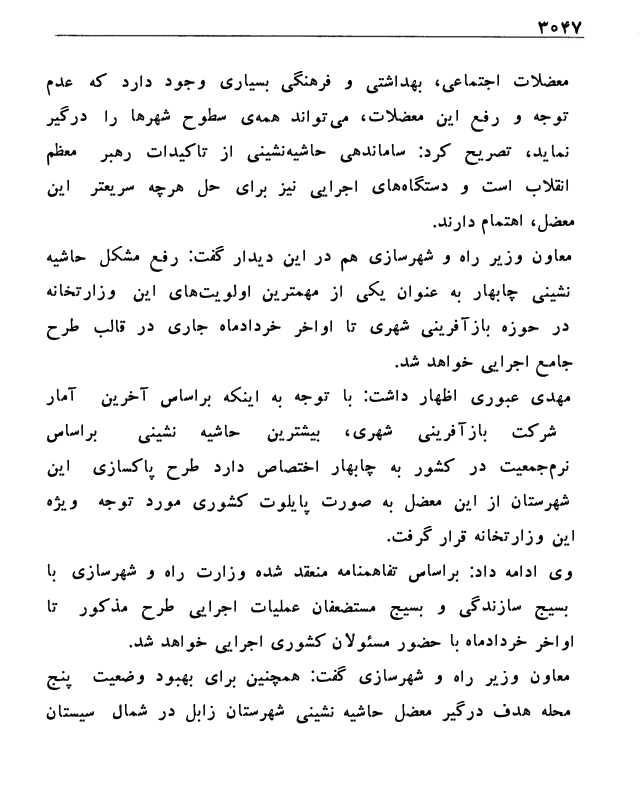 ۳۰۴۷
معضلات اجتماعی، بهداشتی و فرهنگی بسیاری وجود دارد که عدم
توجه و رفع این معضلات، می‌تواند همه‌ی سطوح شهرها را درگیر
نماید، تصریح کرد: ساماندهی حاشیه‌نشینی از تاکیدات رهبر معظم
انقلاب است و دستگاه‌های اجرایی نیز برای حل هرچه سریعتر این
معضل، اهتمام دارند.
معاون وزیر راه و شهرسازی هم در این دیدار گفت: رفع مشکل حاشیه
نشینی چابهار به عنوان یکی از مهمترین اولویت‌های این وزارتخانه
در حوزه بازآفرینی شهری تا اواخر خردادماه جاری در قالب طرح
جامع اجرایی خواهد شد.
مهدی عبوری اظهار داشت: با توجه به اینکه براساس آخرین آمار
شرکت بازآفرینی شهری، بیشترین حاشیه نشینی براساس
نرم‌جمعیت در کشور به چابهار اختصاص دارد طرح پاکسازی این
شهرستان از این معضل به صورت پایلوت کشوری مورد توجه ویژه
این وزارتخانه قرار گرفت.
وی ادامه داد: براساس تفاهمنامه منعقد شده وزارت راه و شهرسازی با
بسیج سازندگی و بسیج مستضعفان عملیات اجرایی طرح مذکور تا
اواخر خردادماه با حضور مسئولان کشوری اجرایی خواهد شد.
معاون وزیر راه و شهرسازی گفت: همچنین برای بهبود وضعیت پنج
محله هدف درگیر معضل حاشیه نشینی شهرستان زابل در شمال سیستان